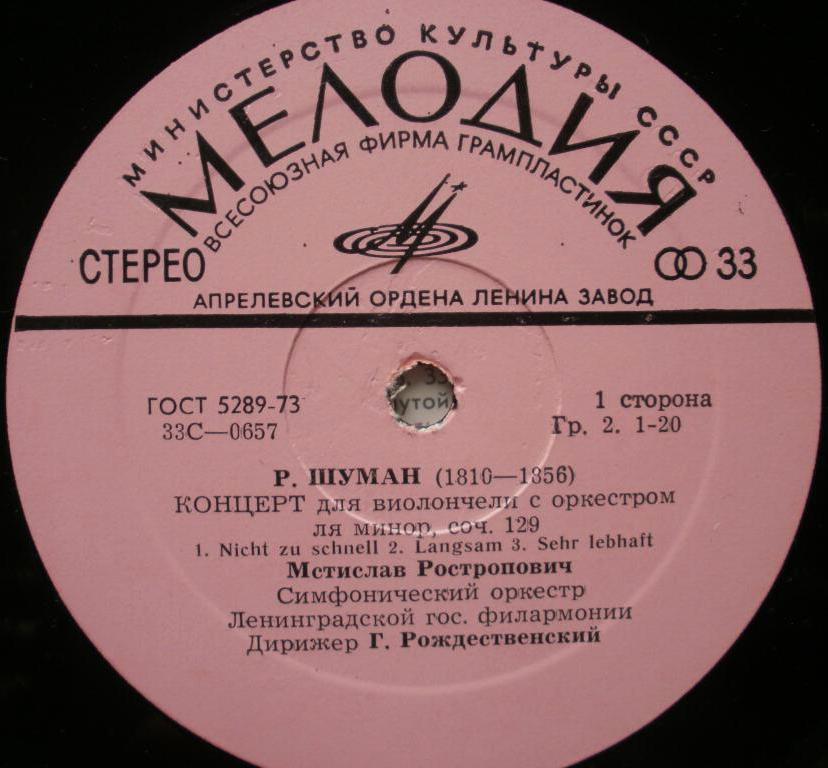 МИНИСТЕРСТВО КУЛЬТУРЫ СССР
МЕЛОДИЯ
ВСЕСОЮЗНАЯ ФИРМА ГРАМПЛАСТИНОК
СТЕРЕО
33
АПРЕЛЕВСКИЙ ОРДЕНА ЛЕНИНА ЗАВОД
ГОСТ 5289-73
33С—0657
1 сторона
Гр. 2. 1-20
Р. ШУМАН (1810—1856)
КОНЦЕРТ для виолончели с оркестром
ля минор, соч. 129
1. Nicht zu schnell 2. Langsam 3. Sehr lebhaft
Мстислав Ростропович
Симфонический оркестр
Ленинградской гос. филармонии
Дирижер Г. Рождественский